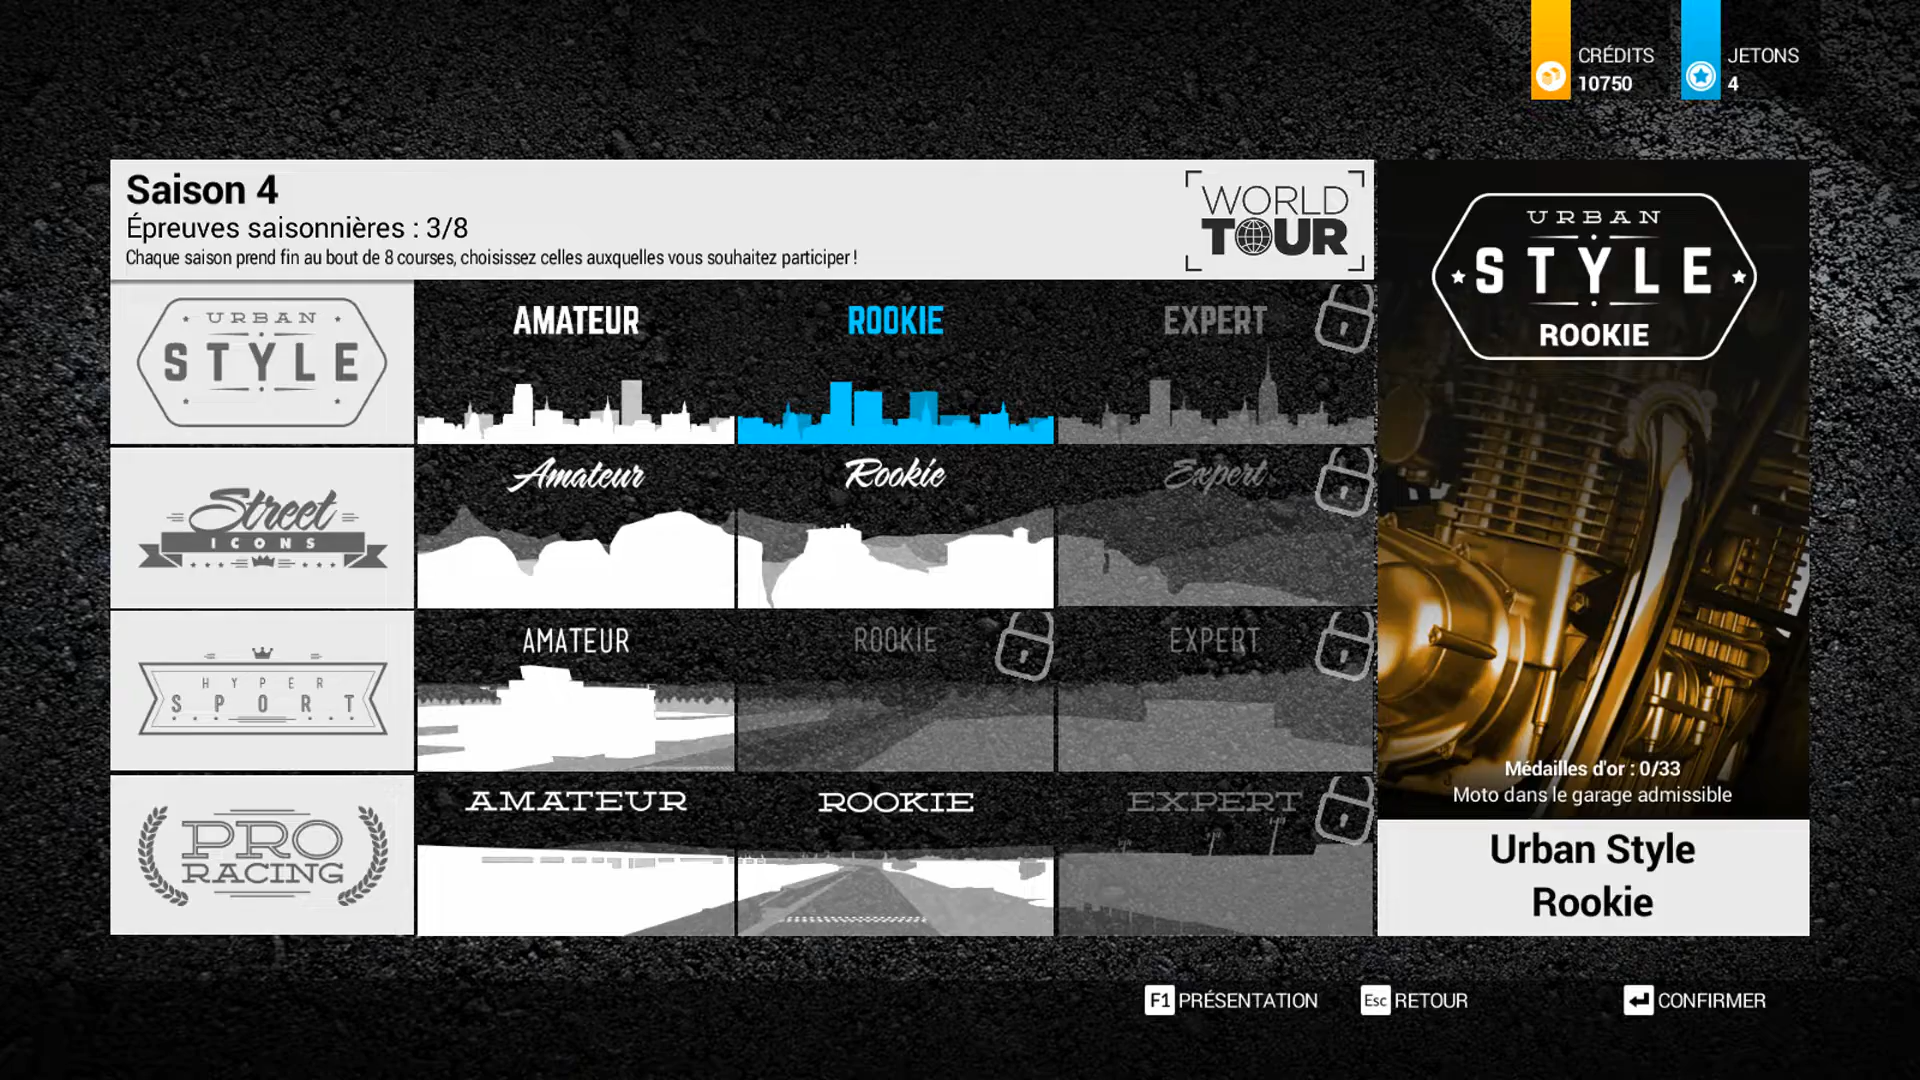 CRÉDITS
10750
JETONS
4
Saison 4
Épreuves saisonnières : 3/8
Chaque saison prend fin au bout de 8 courses, choisissez celles auxquelles vous souhaitez participer !
WORLD
TOUR
URBAN
STYLE
AMATEUR
ROOKIE
EXPERT
Street
ICONS
Amateur
Rookie
Expert
HYPER
SPORT
AMATEUR
ROOKIE
EXPERT
PRO
RACING
AMATEUR
ROOKIE
EXPERT
URBAN
STYLE
ROOKIE
Médailles d'or : 0/33
Moto dans le garage admissible
Urban Style
Rookie
F1 PRÉSENTATION
Esc RETOUR
CONFIRMER